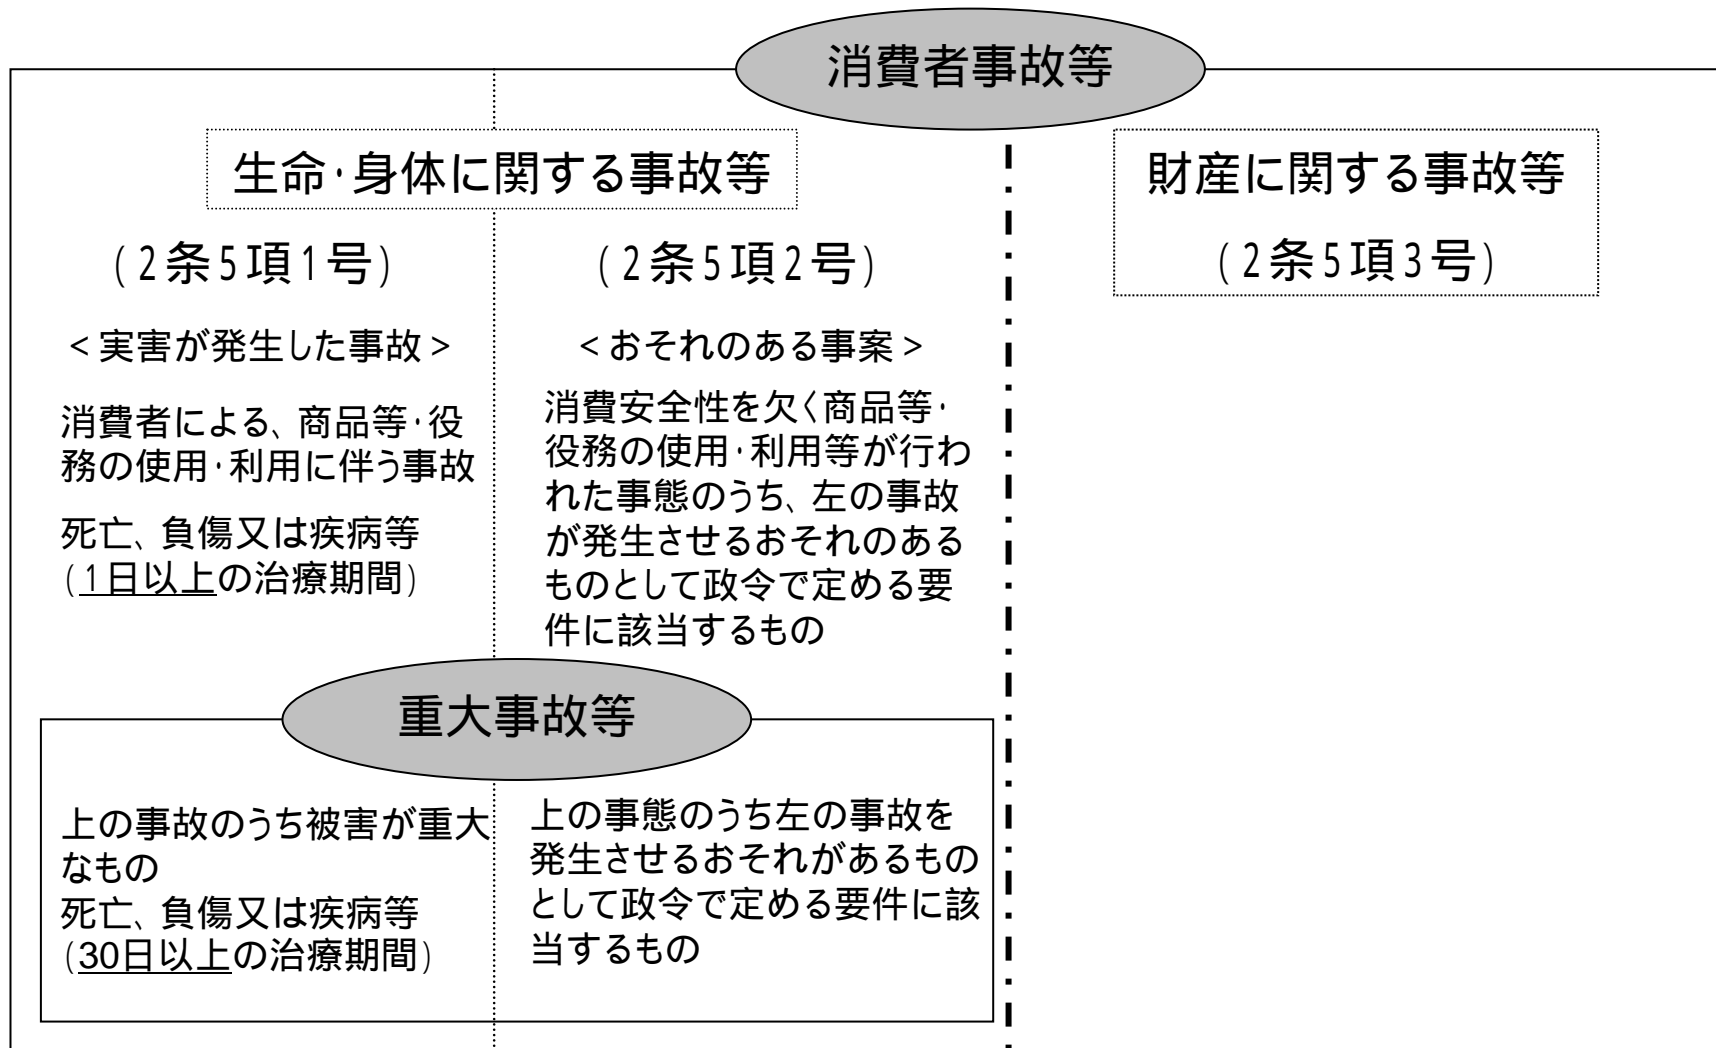 消費者事故等
生命・身体に関する事故等
(2条5項1号)
<実害が発生した事故>
消費者による、商品等・役
務の使用・利用に伴う事故
死亡、負傷又は疾病等
(1日以上の治療期間)
(2条5項2号)
<おそれのある事案>
消費安全性を欠く商品等・
役務の使用・利用等が行わ
れた事態のうち、左の事故
が発生させるおそれのある
ものとして政令で定める要
件に該当するもの
財産に関する事故等
(2条5項3号)
重大事故等
上の事故のうち被害が重大
なもの
死亡、負傷又は疾病等
(30日以上の治療期間)
上の事態のうち左の事故を
発生させるおそれがあるもの
として政令で定める要件に該
当するもの